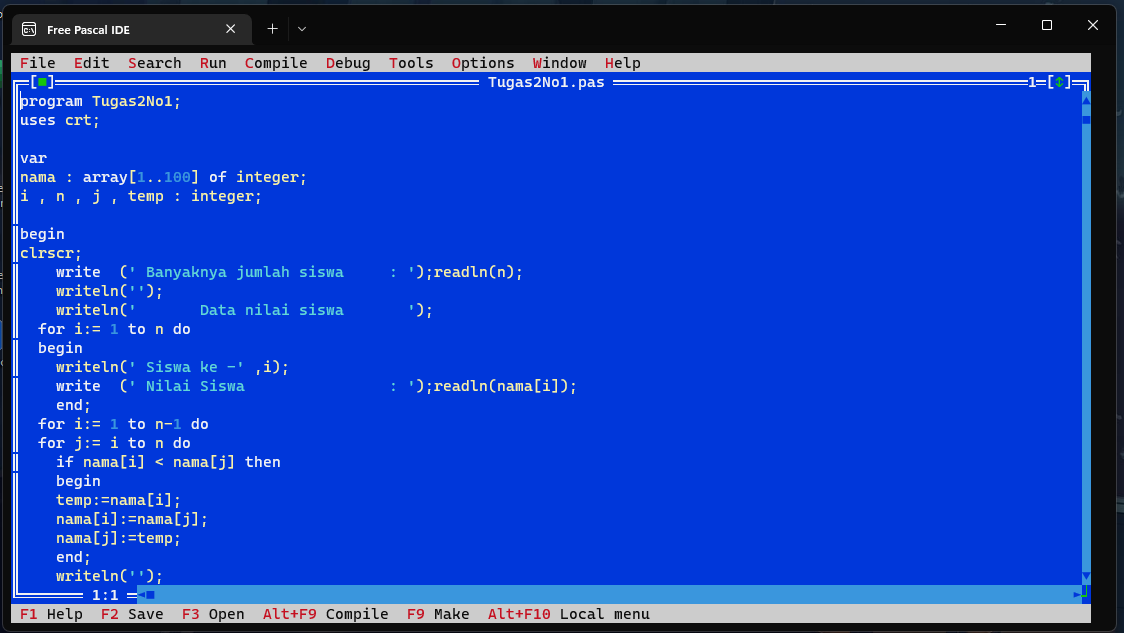 Free Pascal IDE
File Edit Search Run Compile Debug Tools Options Window Help
[■] Tugas2No1.pas 1=[↕]
program Tugas2No1;
uses crt;
var
nama : array[1..100] of integer;
i , n , j , temp : integer;
begin
clrscr;
    write  (' Banyaknya jumlah siswa     : ');readln(n);
    writeln('');
    writeln('       Data nilai siswa       ');
  for i:= 1 to n do
  begin
    writeln(' Siswa ke -' ,i);
    write  (' Nilai Siswa                : ');readln(nama[i]);
    end;
  for i:= 1 to n-1 do
  for j:= i to n do
    if nama[i] < nama[j] then
    begin
    temp:=nama[i];
    nama[i]:=nama[j];
    nama[j]:=temp;
    end;
    writeln('');
1:1
F1 Help F2 Save F3 Open Alt+F9 Compile F9 Make Alt+F10 Local menu